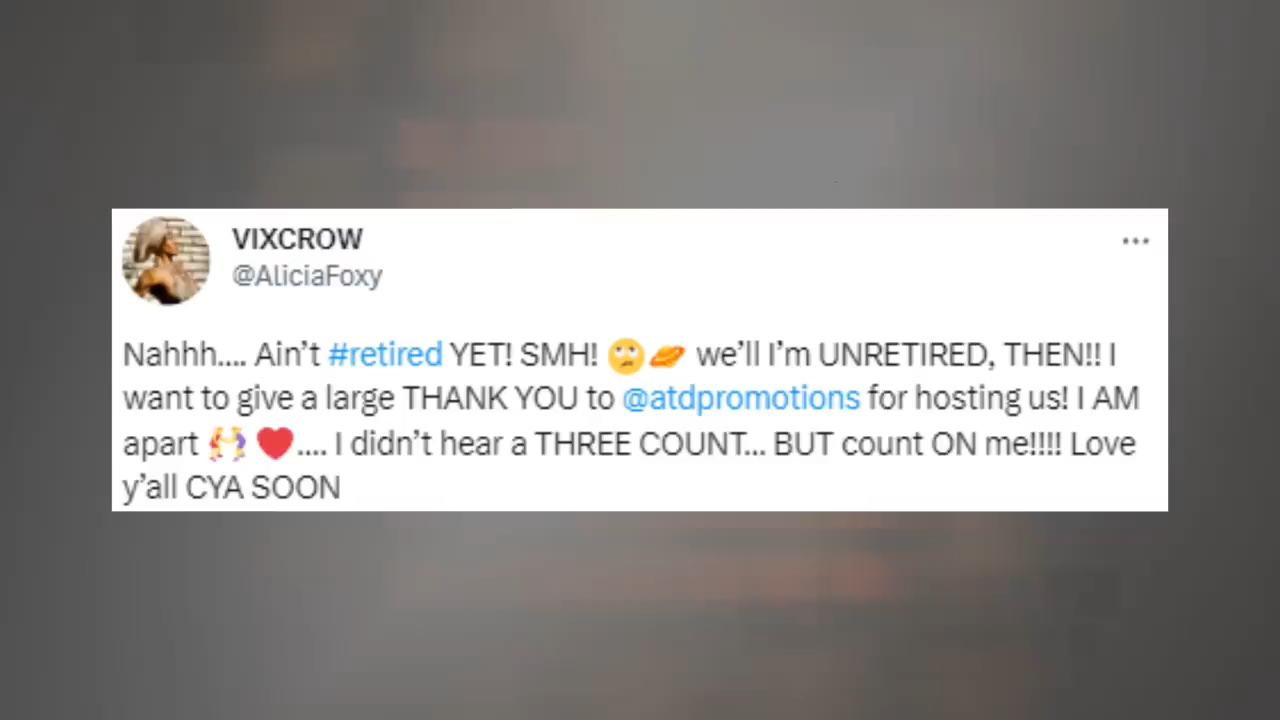 VIXCROW
@AliciaFoxy
Nahhh.... Ain’t #retired YET! SMH! 🙄🪐 we’ll I’m UNRETIRED, THEN!! I
want to give a large THANK YOU to @atdpromotions for hosting us! I AM
apart 🤼‍♀️ ❤️.... I didn’t hear a THREE COUNT... BUT count ON me!!!! Love
y’all CYA SOON